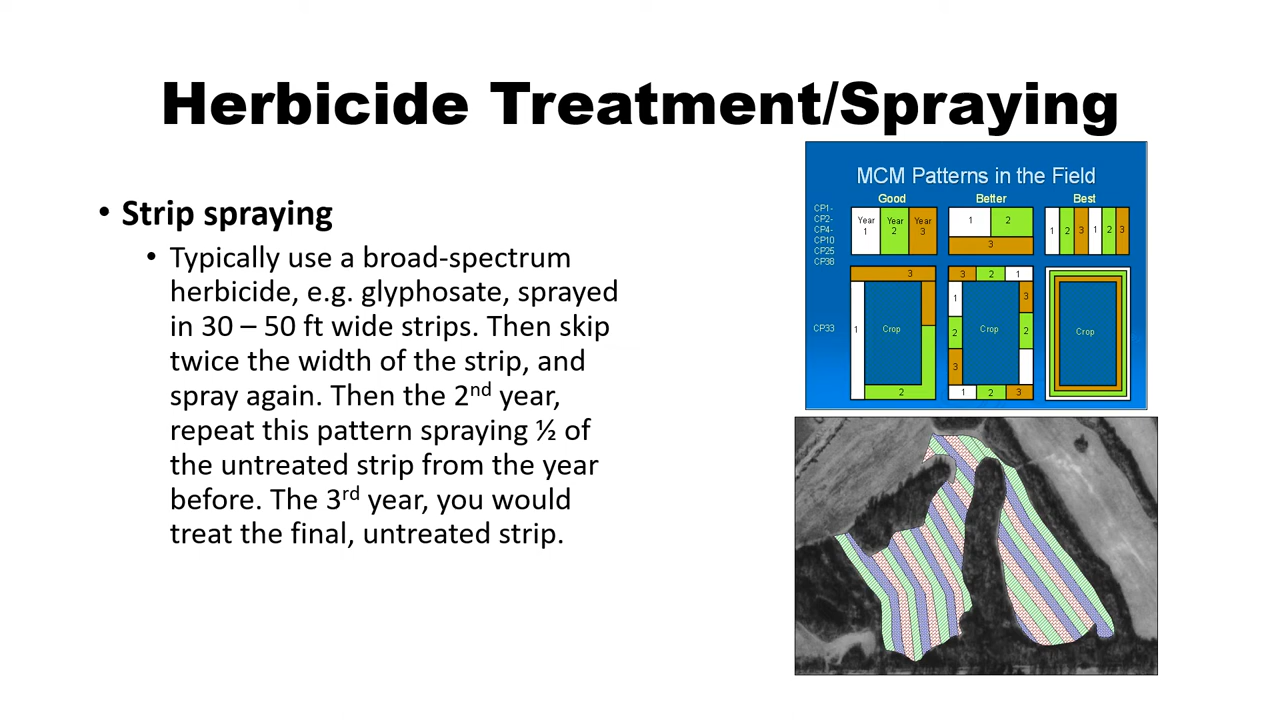 Herbicide Treatment/Spraying
• Strip spraying
• Typically use a broad-spectrum
herbicide, e.g. glyphosate, sprayed
in 30 – 50 ft wide strips. Then skip
twice the width of the strip, and
spray again. Then the 2nd year,
repeat this pattern spraying ½ of
the untreated strip from the year
before. The 3rd year, you would
treat the final, untreated strip.
MCM Patterns in the Field
Good Better Best
CP1-
CP2-
CP4-
CP10
CP25
CP38
Year 1 Year 2 Year 3
1 2
3
1 2 3 1 2 3
CP33
3
1 Crop
2
3 2 1
1 3
2 Crop 2
3
1 2 3
Crop